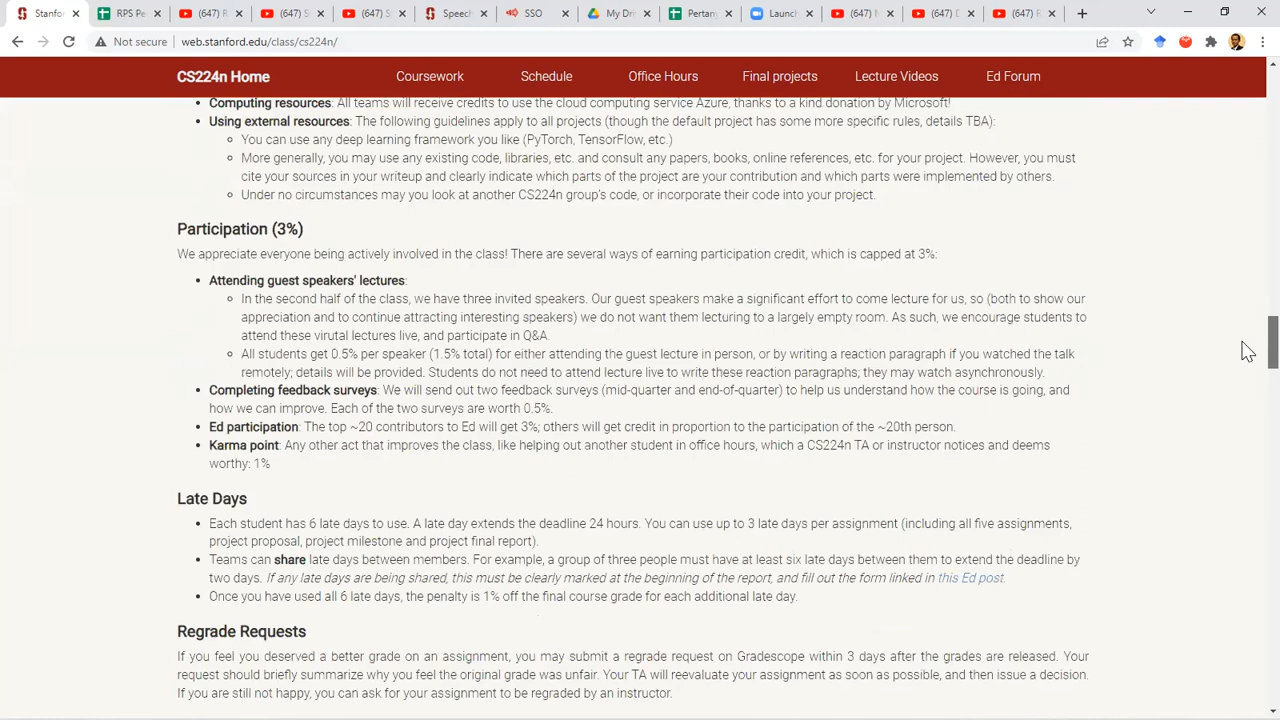 Stanfor
RPS Pe
(647) R
(647) S
(647) S
Speech
SSD
My Dri
Pertany
Launch
(647) N
(647) D
(647) R
Not secure
web.stanford.edu/class/cs224n/
CS224n Home
Coursework
Schedule
Office Hours
Final projects
Lecture Videos
Ed Forum
Computing resources: All teams will receive credits to use the cloud computing service Azure, thanks to a kind donation by Microsoft!
Using external resources: The following guidelines apply to all projects (though the default project has some more specific rules, details TBA):
You can use any deep learning framework you like (PyTorch, TensorFlow, etc.)
More generally, you may use any existing code, libraries, etc. and consult any papers, books, online references, etc. for your project. However, you must
cite your sources in your writeup and clearly indicate which parts of the project are your contribution and which parts were implemented by others.
Under no circumstances may you look at another CS224n group's code, or incorporate their code into your project.
Participation (3%)
We appreciate everyone being actively involved in the class! There are several ways of earning participation credit, which is capped at 3%:
Attending guest speakers' lectures:
In the second half of the class, we have three invited speakers. Our guest speakers make a significant effort to come lecture for us, so (both to show our
appreciation and to continue attracting interesting speakers) we do not want them lecturing to a largely empty room. As such, we encourage students to
attend these virutal lectures live, and participate in Q&A.
All students get 0.5% per speaker (1.5% total) for either attending the guest lecture in person, or by writing a reaction paragraph if you watched the talk
remotely; details will be provided. Students do not need to attend lecture live to write these reaction paragraphs; they may watch asynchronously.
Completing feedback surveys: We will send out two feedback surveys (mid-quarter and end-of-quarter) to help us understand how the course is going, and
how we can improve. Each of the two surveys are worth 0.5%.
Ed participation: The top ~20 contributors to Ed will get 3%; others will get credit in proportion to the participation of the ~20th person.
Karma point: Any other act that improves the class, like helping out another student in office hours, which a CS224n TA or instructor notices and deems
worthy: 1%
Late Days
Each student has 6 late days to use. A late day extends the deadline 24 hours. You can use up to 3 late days per assignment (including all five assignments,
project proposal, project milestone and project final report).
Teams can share late days between members. For example, a group of three people must have at least six late days between them to extend the deadline by
two days. If any late days are being shared, this must be clearly marked at the beginning of the report, and fill out the form linked in this Ed post.
Once you have used all 6 late days, the penalty is 1% off the final course grade for each additional late day.
Regrade Requests
If you feel you deserved a better grade on an assignment, you may submit a regrade request on Gradescope within 3 days after the grades are released. Your
request should briefly summarize why you feel the original grade was unfair. Your TA will reevaluate your assignment as soon as possible, and then issue a decision.
If you are still not happy, you can ask for your assignment to be regraded by an instructor.